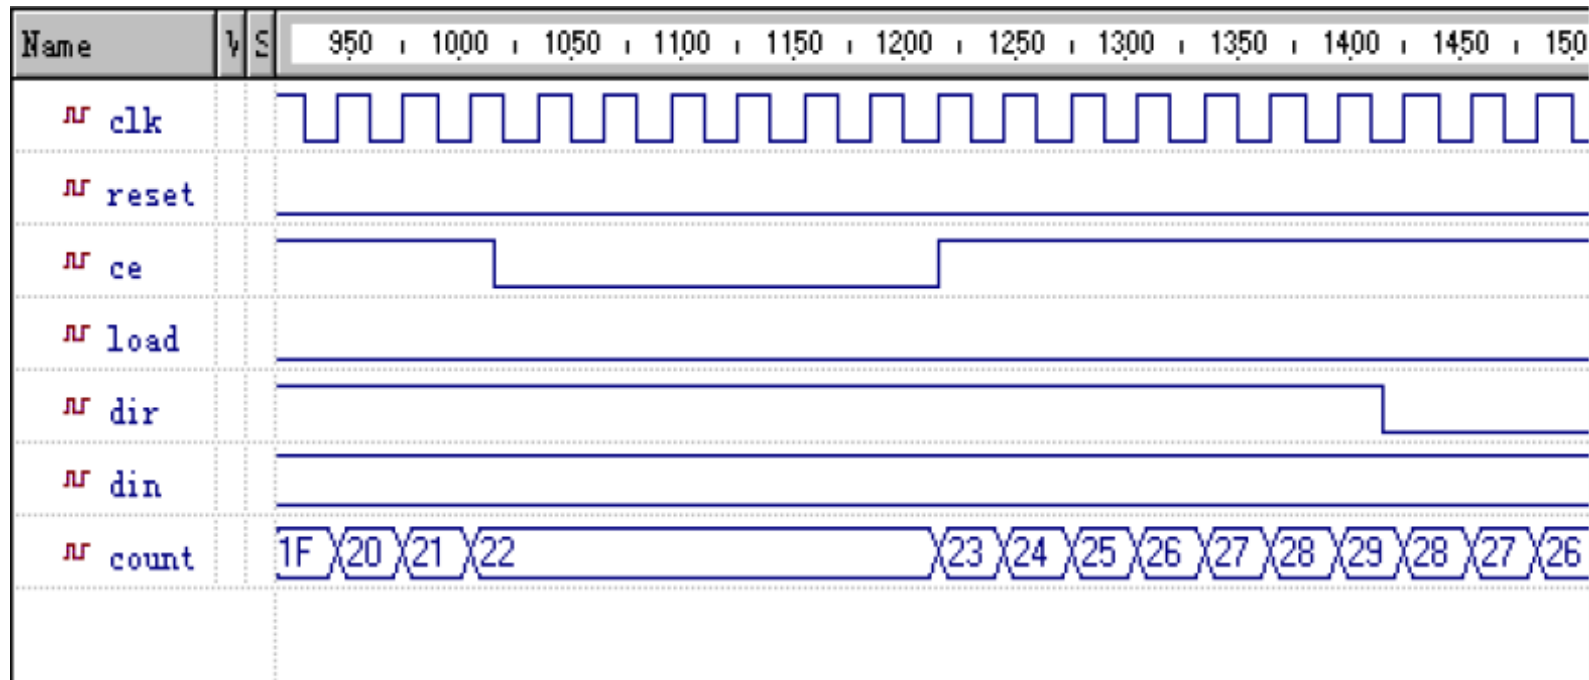 Name S 950 1000 1050 1100 1150 1200 1250 1300 1350 1400 1450 150
clk
reset
ce
load
dir
din
count 1F 20 21 22 23 24 25 26 27 28 29 28 27 26